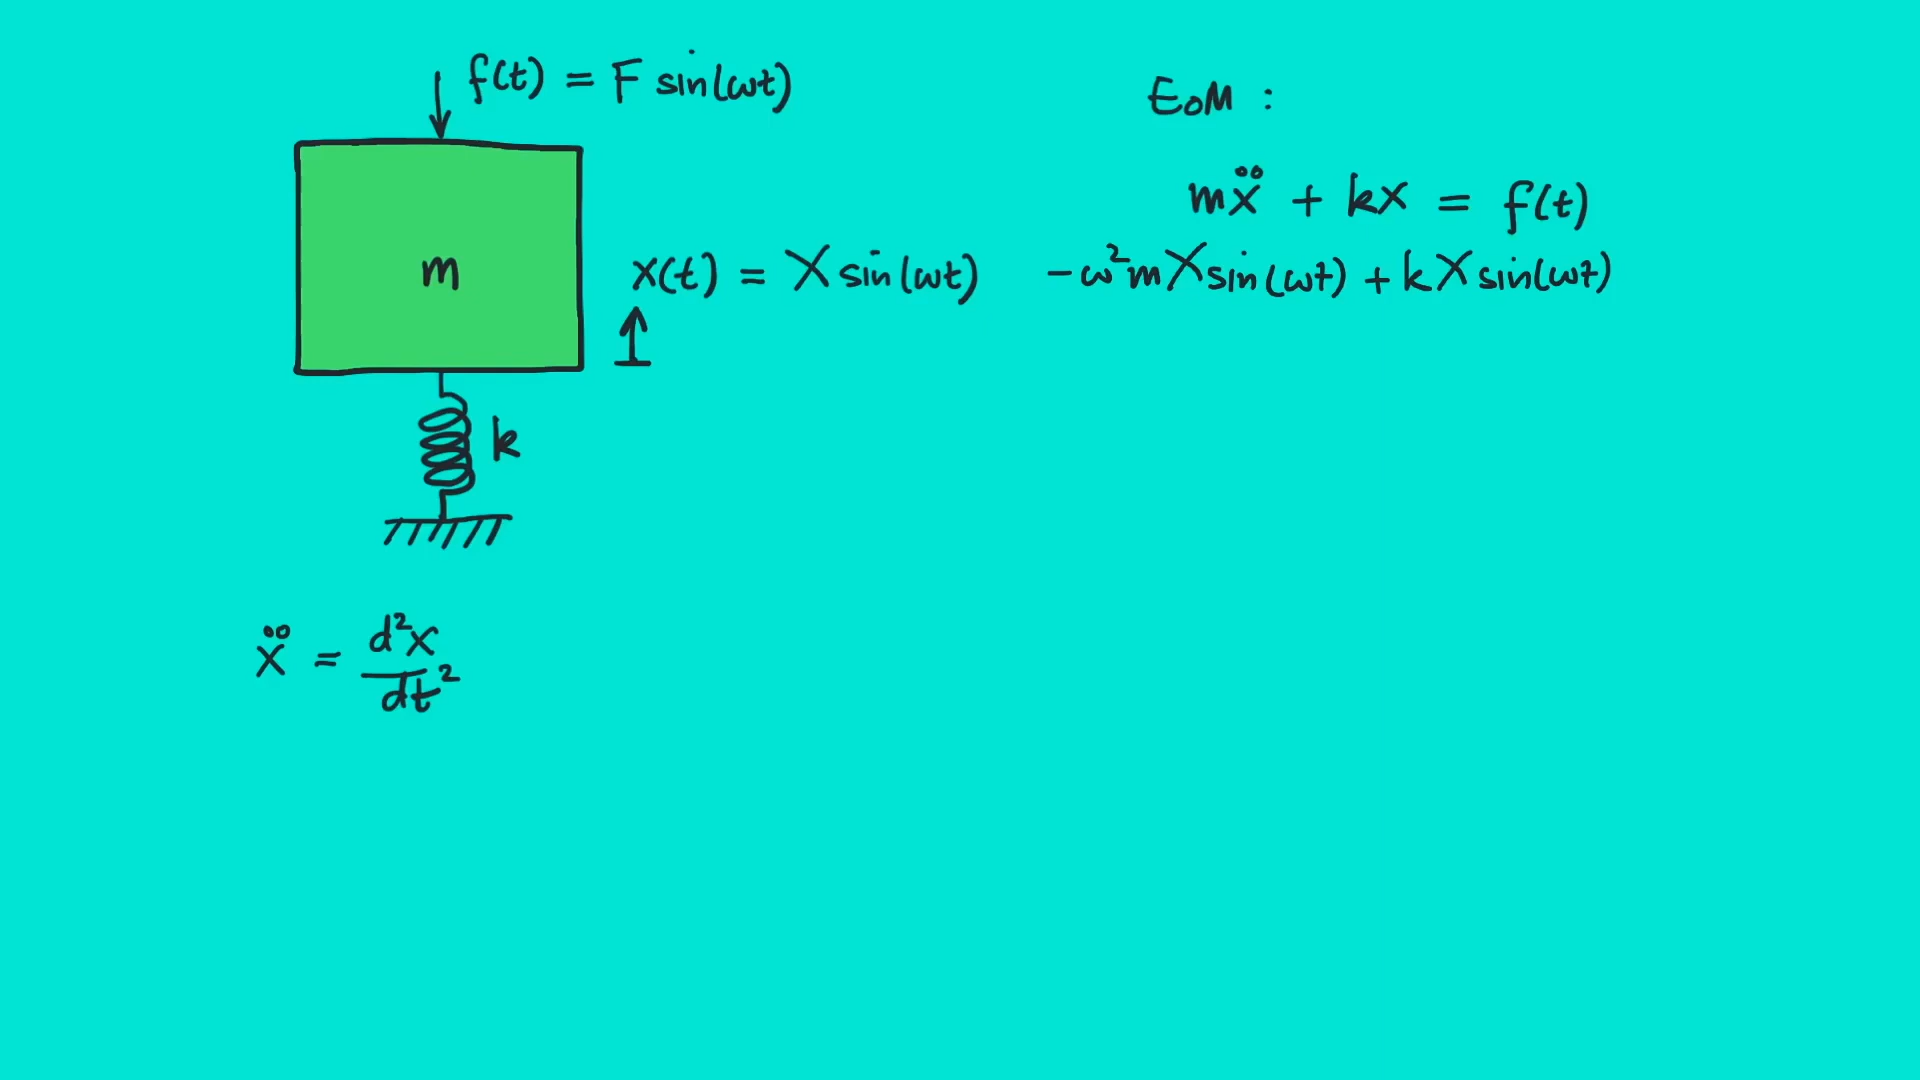 f(t) = F sin(ωt)
m
x(t) = X sin(ωt)
k
ẍ = d²x/dt²
EoM :
mẍ + kx = f(t)
-ω²mX sin(ωt) + kX sin(ωt)